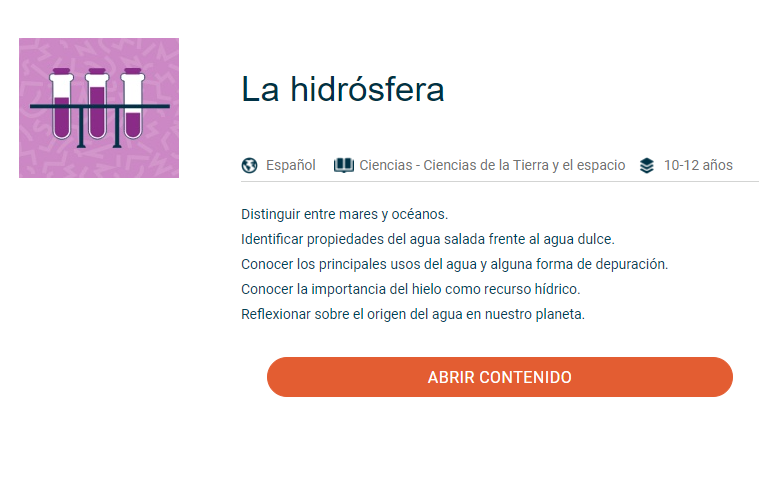 La hidrósfera
Español Ciencias - Ciencias de la Tierra y el espacio 10-12 años
Distinguir entre mares y océanos.
Identificar propiedades del agua salada frente al agua dulce.
Conocer los principales usos del agua y alguna forma de depuración.
Conocer la importancia del hielo como recurso hídrico.
Reflexionar sobre el origen del agua en nuestro planeta.
ABRIR CONTENIDO